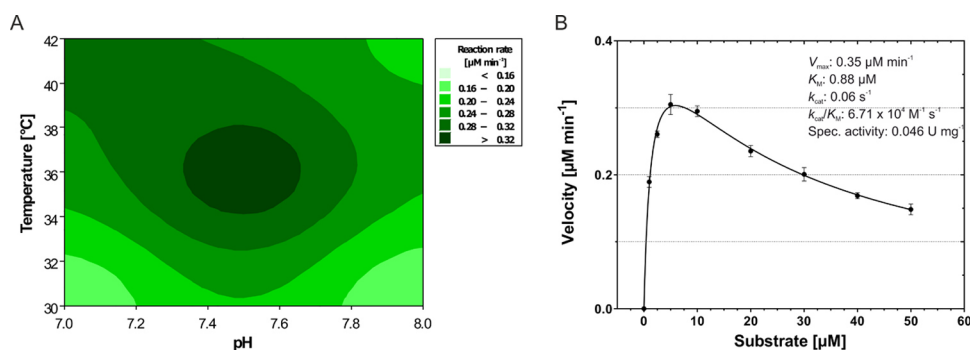 A
42
40
38
36
34
32
30
Temperature [°C]
7.0
7.2
7.4
7.6
7.8
8.0
pH
Reaction rate
[µM min⁻¹]
< 0.16
0.16 – 0.20
0.20 – 0.24
0.24 – 0.28
0.28 – 0.32
> 0.32
B
0.4
0.2
0.0
Velocity [µM min⁻¹]
0
10
20
30
40
50
60
Substrate [µM]
Vmax: 0.35 µM min⁻¹
KM: 0.88 µM
kcat: 0.06 s⁻¹
kcat/KM: 6.71 x 10⁴ M⁻¹ s⁻¹
Spec. activity: 0.046 U mg⁻¹